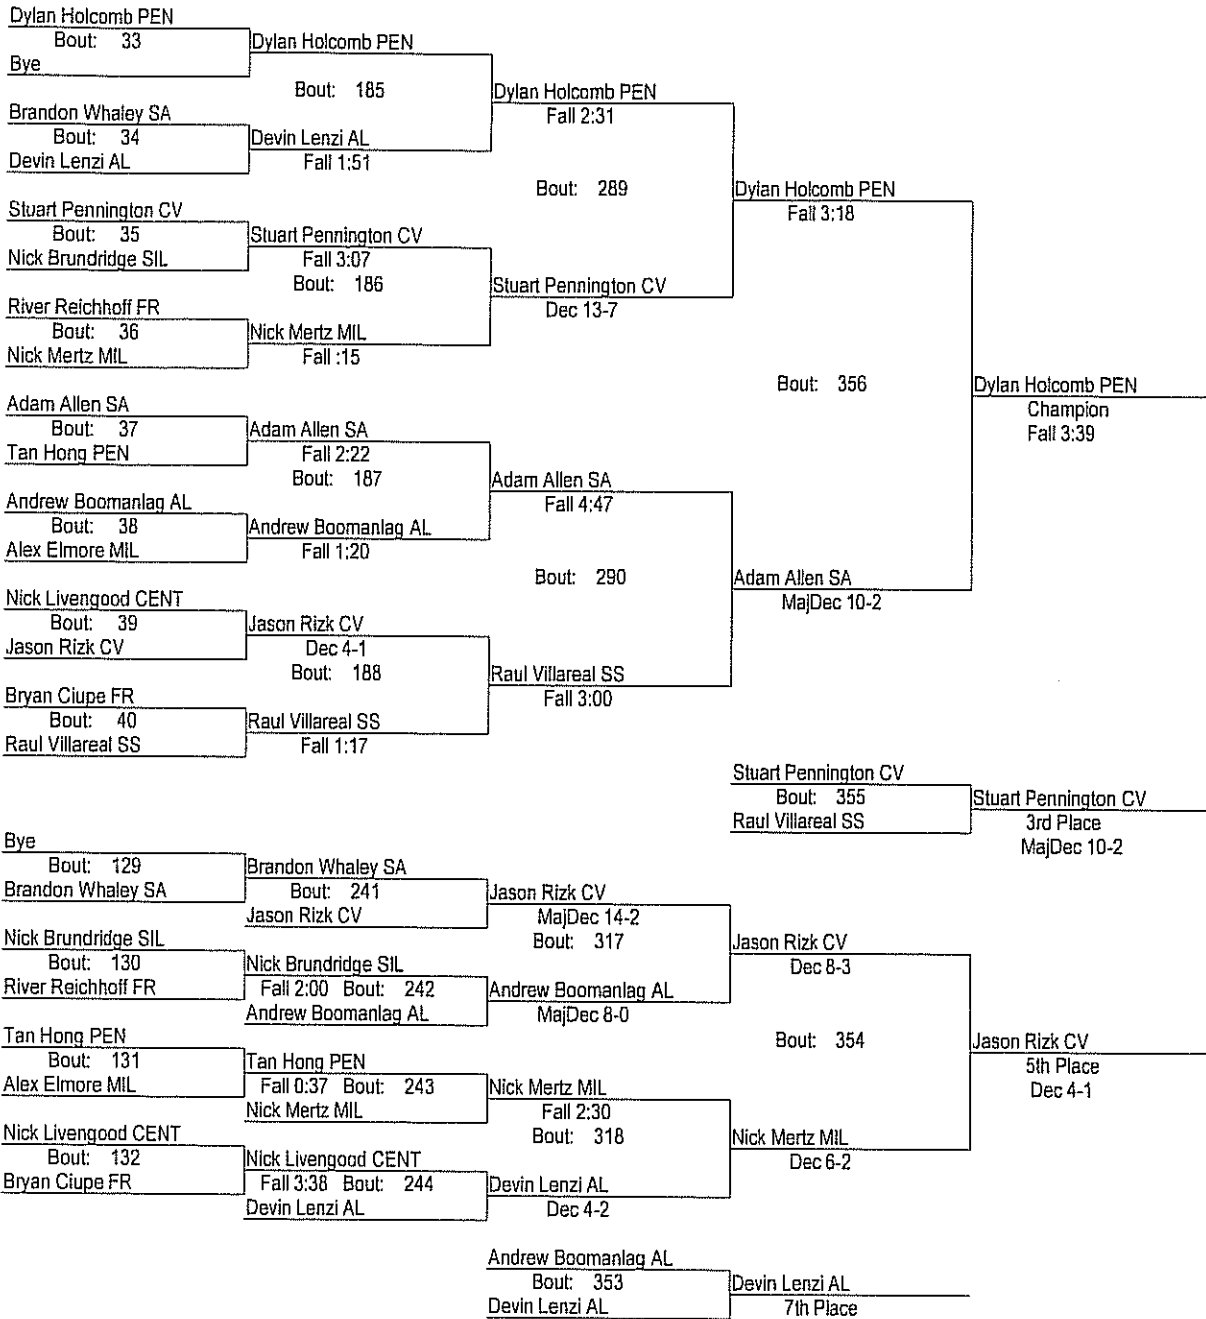 Dylan Holcomb PEN
Bout: 33
Bye
Dylan Holcomb PEN
Bout: 185
Brandon Whaley SA
Bout: 34
Devin Lenzi AL
Devin Lenzi AL
Fall 1:51
Dylan Holcomb PEN
Fall 2:31
Bout: 289
Stuart Pennington CV
Bout: 35
Nick Brundridge SIL
Stuart Pennington CV
Fall 3:07
Bout: 186
River Reichhoff FR
Bout: 36
Nick Mertz MIL
Nick Mertz MIL
Fall :15
Stuart Pennington CV
Dec 13-7
Dylan Holcomb PEN
Fall 3:18
Bout: 356
Dylan Holcomb PEN
Champion
Fall 3:39
Adam Allen SA
Bout: 37
Tan Hong PEN
Adam Allen SA
Fall 2:22
Bout: 187
Andrew Boomanlag AL
Bout: 38
Alex Elmore MIL
Andrew Boomanlag AL
Fall 1:20
Adam Allen SA
Fall 4:47
Bout: 290
Nick Livengood CENT
Bout: 39
Jason Rizk CV
Jason Rizk CV
Dec 4-1
Bout: 188
Bryan Ciupe FR
Bout: 40
Raul Villareal SS
Raul Villareal SS
Fall 1:17
Raul Villareal SS
Fall 3:00
Adam Allen SA
MajDec 10-2
Stuart Pennington CV
Bout: 355
Raul Villareal SS
Stuart Pennington CV
3rd Place
MajDec 10-2
Bye
Bout: 129
Brandon Whaley SA
Brandon Whaley SA
Bout: 241
Jason Rizk CV
Jason Rizk CV
MajDec 14-2
Bout: 317
Nick Brundridge SIL
Bout: 130
River Reichhoff FR
Nick Brundridge SIL
Fall 2:00 Bout: 242
Andrew Boomanlag AL
Andrew Boomanlag AL
MajDec 8-0
Jason Rizk CV
Dec 8-3
Bout: 354
Tan Hong PEN
Bout: 131
Alex Elmore MIL
Tan Hong PEN
Fall 0:37 Bout: 243
Nick Mertz MIL
Nick Mertz MIL
Fall 2:30
Bout: 318
Nick Livengood CENT
Bout: 132
Bryan Ciupe FR
Nick Livengood CENT
Fall 3:38 Bout: 244
Devin Lenzi AL
Devin Lenzi AL
Dec 4-2
Nick Mertz MIL
Dec 6-2
Jason Rizk CV
5th Place
Dec 4-1
Andrew Boomanlag AL
Bout: 353
Devin Lenzi AL
Devin Lenzi AL
7th Place